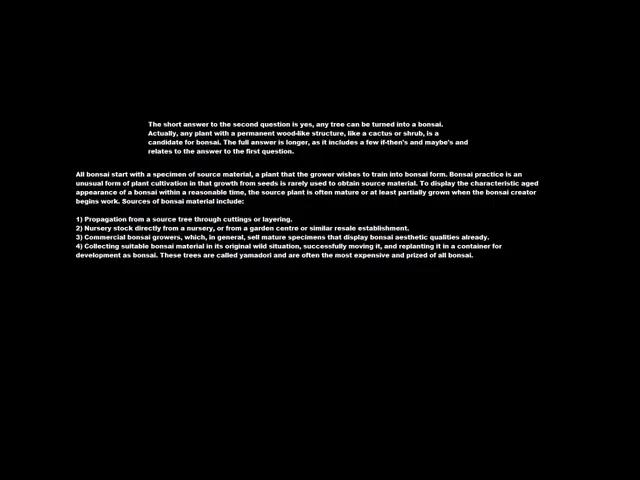 The short answer to the second question is yes, any tree can be turned into a bonsai.
Actually, any plant with a permanent wood-like structure, like a cactus or shrub, is a
candidate for bonsai. The full answer is longer, as it includes a few if-then's and maybe's and
relates to the answer to the first question.
All bonsai start with a specimen of source material, a plant that the grower wishes to train into bonsai form. Bonsai practice is an
unusual form of plant cultivation in that growth from seeds is rarely used to obtain source material. To display the characteristic aged
appearance of a bonsai within a reasonable time, the source plant is often mature or at least partially grown when the bonsai creator
begins work. Sources of bonsai material include:
1) Propagation from a source tree through cuttings or layering.
2) Nursery stock directly from a nursery, or from a garden centre or similar resale establishment.
3) Commercial bonsai growers, which, in general, sell mature specimens that display bonsai aesthetic qualities already.
4) Collecting suitable bonsai material in its original wild situation, successfully moving it, and replanting it in a container for
development as bonsai. These trees are called yamadori and are often the most expensive and prized of all bonsai.